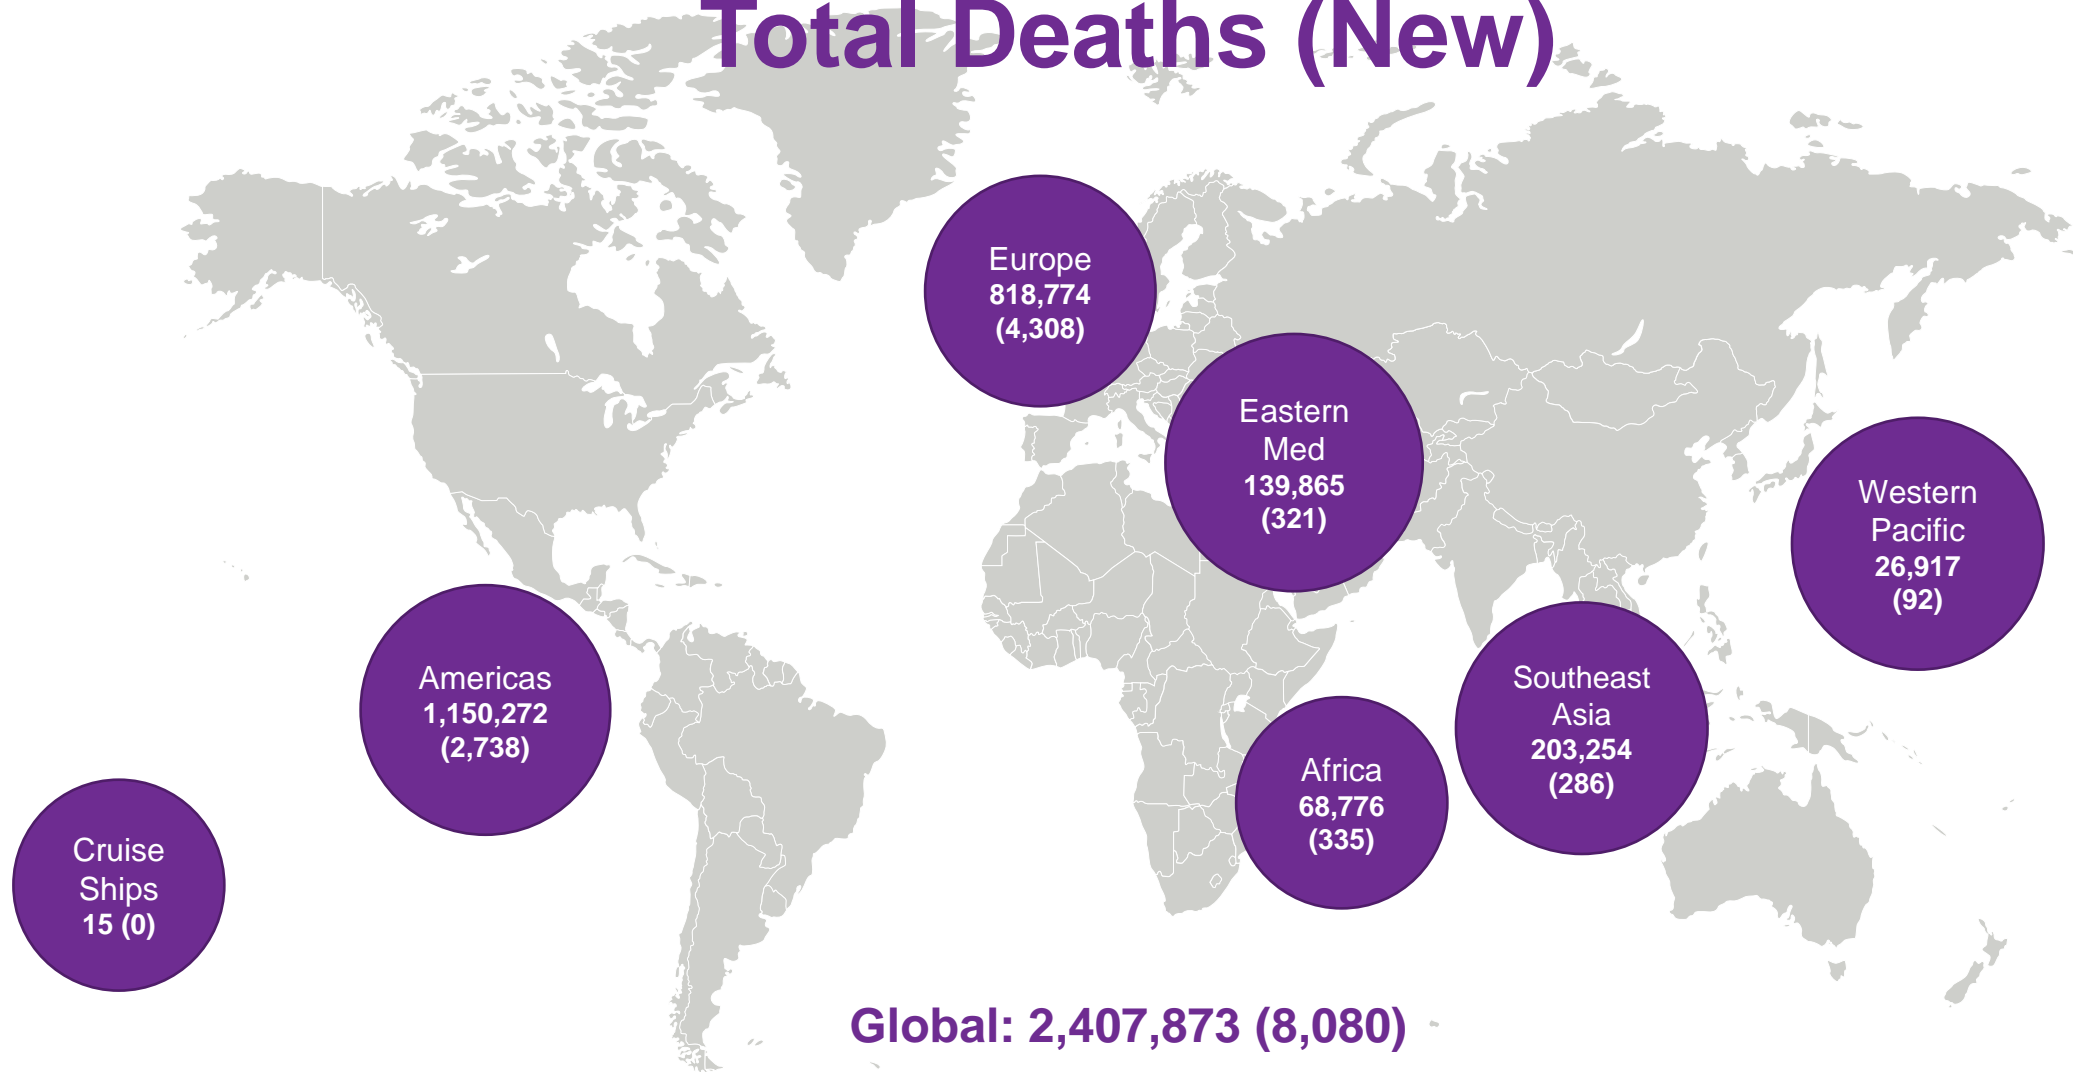 Total Deaths (New)
Europe
818,774
(4,308)
Eastern
Med
139,865
(321)
Western
Pacific
26,917
(92)
Americas
1,150,272
(2,738)
Southeast
Asia
203,254
(286)
Africa
68,776
(335)
Cruise
Ships
15 (0)
Global: 2,407,873 (8,080)